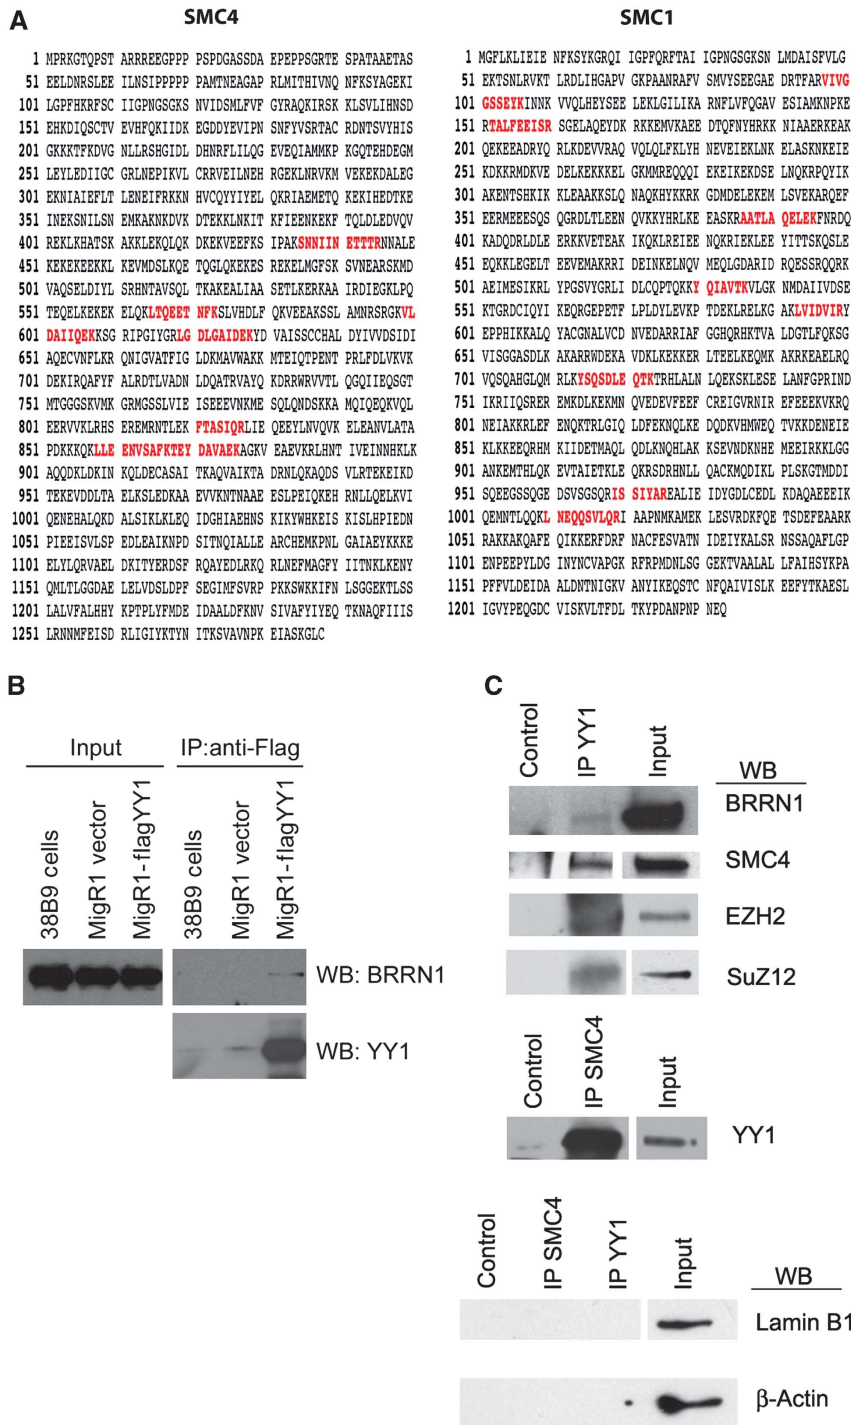 A
SMC4
1 MPRKGTQPST ARRREEGPPP PSPDGASSDA EPEPPSGRTE SPATAAETAS
51 EELDNRSLEE ILNSIPPPPP PAMTNEAGAP RLMITHIVNQ NFKSYAGEKI
101 LGPFHKRFSC IIGPNGSGKS NVIDSMLFVF GYRAQKIRSK KLSVLIHNSD
151 EHKDIQSCTV EVHFQKIIDK EGDDYEVIPN SNFYVSRTAC RDNTSVYHIS
201 GKKKTFKDVG NLLRSHGIDL DHNRFLILQG EVEQIAMMKP KGQTEHDEGM
251 LEYLEDIIGC GRLNEPIKVL CRRVEILNEH RGEKLNRVKM VEKEKDALEG
301 EKNIAIEFLT LENEIFRKKN HVCQYYIYEL QKRIAEMETQ KEKIHEDTKE
351 INEKSNILSN EMKAKNKDVK DTEKKLNKIT KFIEENKEKF TQLDLEDVQV
401 REKLKHATSK AKKLEKQLQK DKEKVEEFKS IPAKSNNIIN ETTTRNNALE
451 KEKEKEEKKL KEVMDSLKQE TQGLQKEKES RELMGFSKSV NEARSKMD
501 VAQSELDIYL SRHNTAVSQL TKAKEALIAA SETLKERKAA IRDIEGKLPQ
551 TEQELKEKEK ELQKLTQEET NFKSLVHDLF QKVEEAKSSL AMNRSRGKVL
601 DAIIQEKKSG RIPGIYGRLG DLGAIDEKYD VAISSCCHAL DYIVVDSIDI
651 AQECVNFLKR QNIGVATFIG LDKMAVWAKK MTEIQTPENT PRLFDLVKVK
701 DEKIRQAFYF ALRDTLVADN LDQATRVAYQ KDRRWRVVTL QGQIIEQSGT
751 MTGGGSKVMK GRMGSSLVIE ISEEEVNKME SQLQNDSKKA MQIQEQKVQL
801 EERVVKLRHS EREMRNTLEK FTASIQRLIE QEEYLNVQVK ELEANVLATA
851 PDKKKQKLLE ENVSAFKTEY DAVAEKAGKV EAEVKRLHNT IVEINNHKLK
901 AQQDKLDKIN KQLDECASAI TKAQVAIKTA DRNLQKAQDS VLRTEKEIKD
951 TEKEVDDLTA ELKSLEDKAA EVVKNTNAAE ESLPEIQKEH RNLLQELKVI
1001 QENEHALQKD ALSIKLKLEQ IDGHIAEHNS KIKYWHKEIS KISLHPIEDN
1051 PIEEISVLSP EDLEAIKNPD SITNQIALLE ARCHEMKPNL GAIAEYKKKE
1101 ELYLQRVAEL DKITYERDSF RQAYEDLRKQ RLNEFMAGFY IITNKLKENY
1151 QMLTLGGDAE LELVDSLDPF SEGIMFSVRP PKKSWKKIFN LSGGEKTLSS
1201 LALVFALHHY KPTPLYFMDE IDAALDFKNV SIVAFYIYEQ TKNAQFIIIS
1251 LRNNMFEISD RLIGIYKTYN ITKSVAVNPK EIASKGLC
SMC1
1 MGFLKLIEIE NFKSYKGRQI IGPFQRFTAI IGPNGSGKSN LMDAISFVLG
51 EKTSNLRVKT LRDLIHGAPV GKPAANRAFV SMVYSEEGAE DRTFARVIVG
101 GSSEYKINNK VVQLHEYSEE LEKLGILIKA RNFLVFQGAV ESIAMKNPKE
151 RTALFEEISR SGELAQEYDK RKKEMVKAEE DTQFNYHRKK NIAAERKEAK
201 QEKEEADRYQ RLKDEVVRAQ VQLQLFKLYH NEVEIEKLNK ELASKNKEIE
251 KDKKRMDKVE DELKEKKKEL GKMMREQQQI EKEIKEKDSE LNQKRPQYIK
301 AKENTSHKIK KLEAAKKSLQ NAQKHYKKRK GDMDELEKEM LSVEKARQEF
351 EERMEEESQS QGRDLTLEEN QVKKYHRLKE EASKRAATLA QELEKFNRDQ
401 KADQDRLDLE ERKKVETEAK IKQKLREIEE NQKRIEKLEE YITTSKQSLE
451 EQKKLEGELT EEVEMAKRRI DEINKELNQV MEQLGDARID RQESSRQQRK
501 AEIMESIKRL YPGSVYGRLI DLCQPTQKKY QIAVTKVLGK NMDAIIVDSE
551 KTGRDCIQYI KEQRGEPETF LPLDYLEVKP TDEKLRELKG AKLVIDVIRY
601 EPPHIKKALQ YACGNALVCD NVEDARRIAF GGHQRHKTVA LDGTLFQKSG
651 VISGGASDLK AKARRWDEKA VDKLKEKKER LTEELKEQMK AKRKEAELRQ
701 VQSQAHGLQM RLKYSQSDLE QTKTRHLALN LQEKSKLESE LANFGPRIND
751 IKRIIQSRER EMKDLKEKMN QVEDEVFEEF CREIGVRNIR EFEEEKVKRQ
801 NEIAKKRLEF ENQKTRLGIQ LDFEKNQLKE DQDKVHMWEQ TVKKDENEIE
851 KLKKEEQRHM KIIDETMAQL QDLKNQHLAK KSEVNDKNHE MEEIRKKLGG
901 ANKEMTHLQK EVTAIETKLE QKRSDRHNLL QACKMQDIKL PLSKGTMDDI
951 SQEEGSSQGE DSVSGSQRIS SIYAREALIE IDYGDLCEDL KDAQAEEEIK
1001 QEMNTLQQKL NEQQSVLQRI AAPNMKAMEK LESVRDKFQE TSDEFEAARK
1051 RAKKAKQAFE QIKKERFDRF NACFESVATN IDEIYKALSR NSSAQAFLGP
1101 ENPEEPYLDG INYNCVAPGK RFRPMDNLSG GEKTVAALAL LFAIHSYKPA
1151 PFFVLDEIDA ALDNTNIGKV ANYIKEQSTC NFQAIVISLK EEFYTKAESL
1201 IGVYPEQGDC VISKVLTFDL TKYPDANPNP NEQ
B
Input
IP:anti-Flag
38B9 cells
MigR1 vector
MigR1-flagYY1
38B9 cells
MigR1 vector
MigR1-flagYY1
WB: BRRN1
WB: YY1
C
Control
IP YY1
Input
WB
BRRN1
SMC4
EZH2
SuZ12
Control
IP SMC4
Input
YY1
Control
IP SMC4
IP YY1
Input
WB
Lamin B1
β-Actin